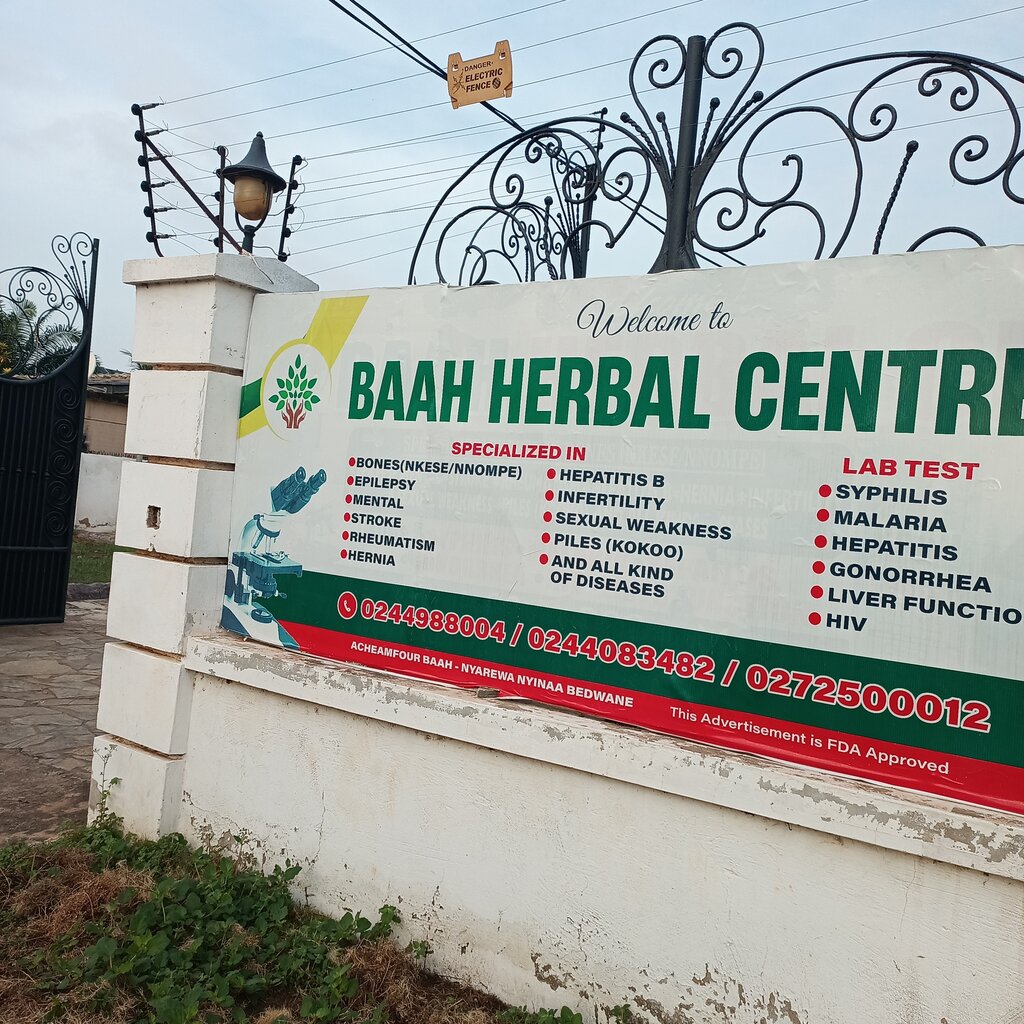 DANGER
ELECTRIC
FENCE
Welcome to
BAAH HERBAL CENTRE
SPECIALIZED IN
BONES(NKESE/NNOMPE)
EPILEPSY
MENTAL
STROKE
RHEUMATISM
HERNIA
HEPATITIS B
INFERTILITY
SEXUAL WEAKNESS
PILES (KOKOO)
AND ALL KIND
OF DISEASES
LAB TEST
SYPHILIS
MALARIA
HEPATITIS
GONORRHEA
LIVER FUNCTIO
HIV
0244988004 / 0244083482 / 0272500012
ACHEAMFOUR BAAH - NYAREWA NYINAA BEDWANE
This Advertisement is FDA Approved